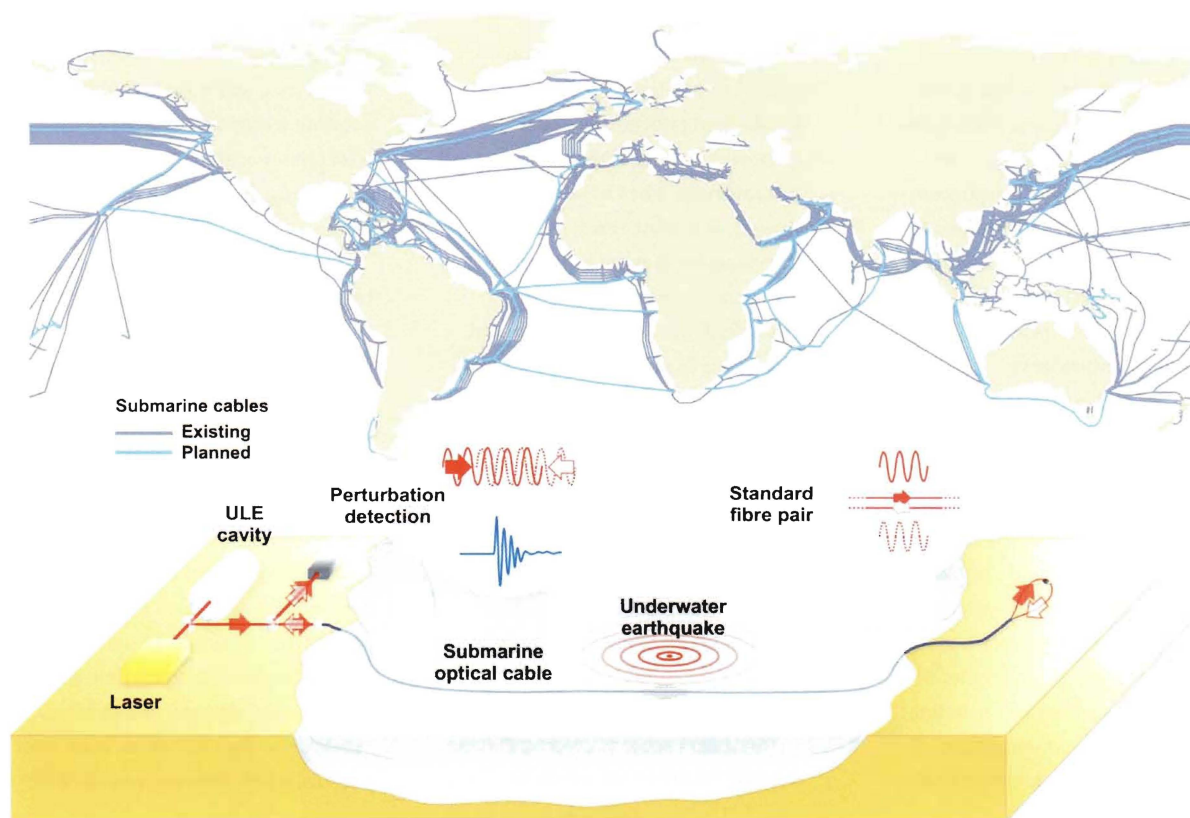 Submarine cables
Existing
Planned
Perturbation
detection
Standard
fibre pair
ULE
cavity
Underwater
earthquake
Submarine
optical cable
Laser